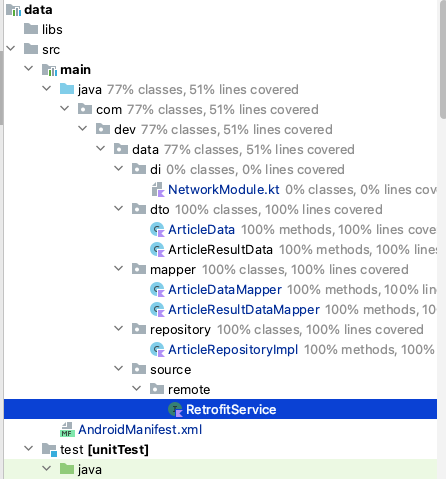 data
libs
src
main
java 77% classes, 51% lines covered
com 77% classes, 51% lines covered
dev 77% classes, 51% lines covered
data 77% classes, 51% lines covered
di 0% classes, 0% lines covered
NetworkModule.kt 0% classes, 0% lines cov
dto 100% classes, 100% lines covered
ArticleData 100% methods, 100% lines cove
ArticleResultData 100% methods, 100% line
mapper 100% classes, 100% lines covered
ArticleDataMapper 100% methods, 100% lin
ArticleResultDataMapper 100% methods, 10
repository 100% classes, 100% lines covered
ArticleRepositoryImpl 100% methods, 100%
source
remote
RetrofitService
MF AndroidManifest.xml
test [unitTest]
java